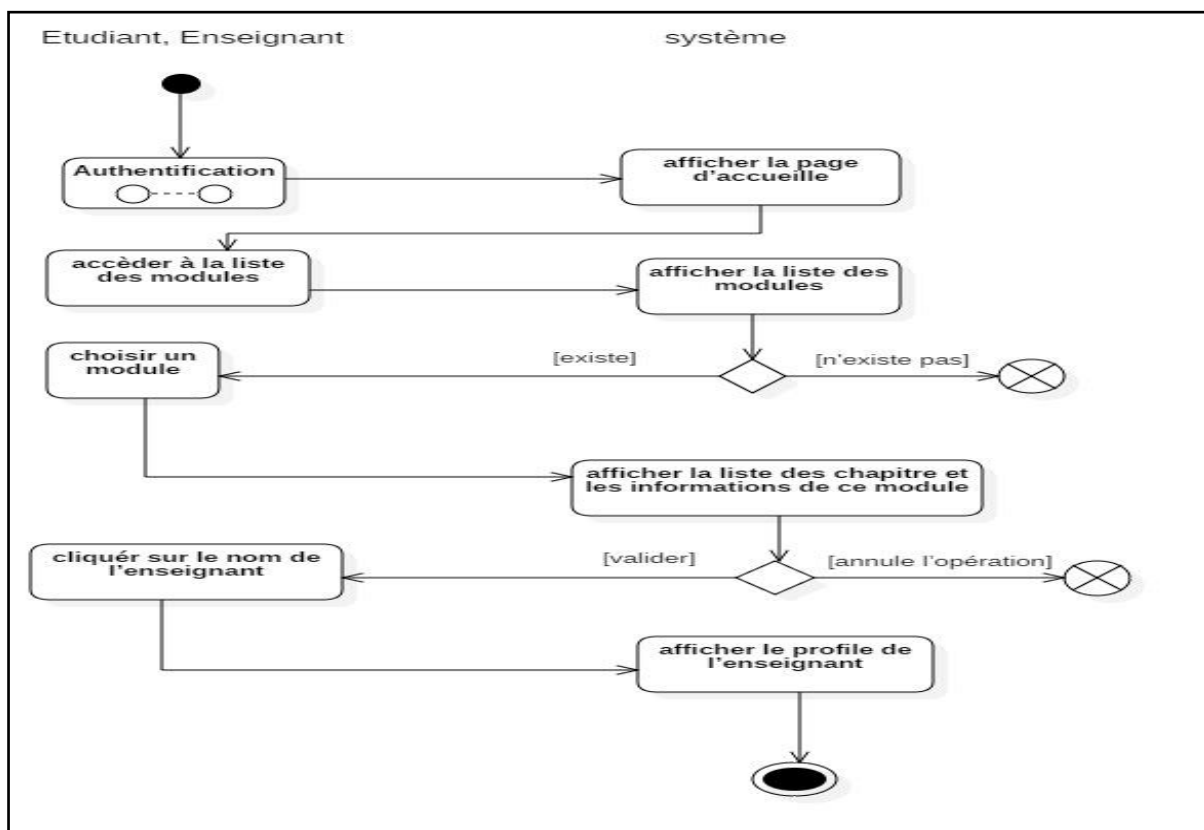 Etudiant, Enseignant
système
Authentification
afficher la page
d'accueille
accèder à la liste
des modules
afficher la liste des
modules
choisir un
module
[existe]
[n'existe pas]
afficher la liste des chapitre et
les informations de ce module
cliquér sur le nom de
l'enseignant
[valider]
[annule l'opération]
afficher le profile de
l'enseignant